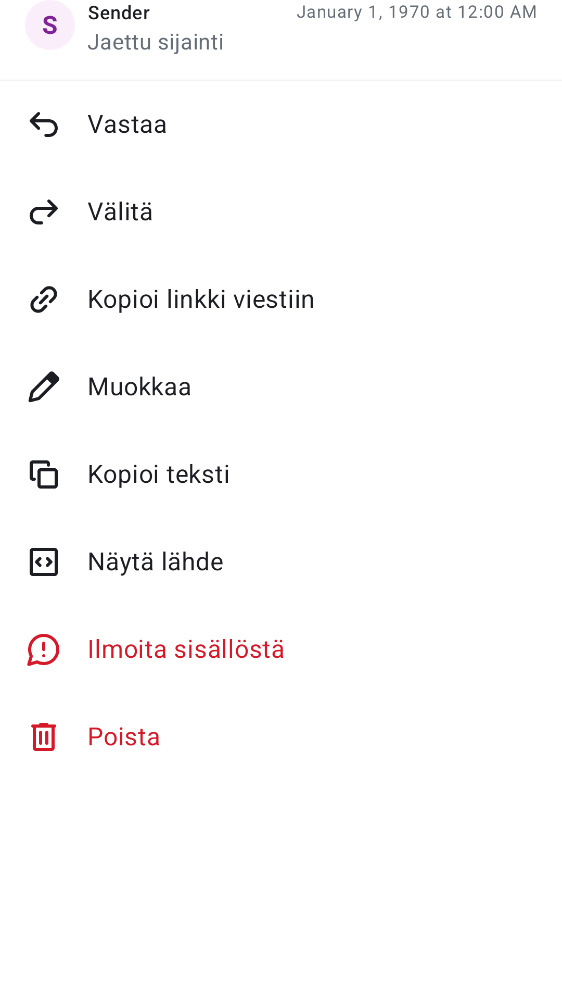 S
Sender
January 1, 1970 at 12:00 AM
Jaettu sijainti
Vastaa
Välitä
Kopioi linkki viestiin
Muokkaa
Kopioi teksti
Näytä lähde
Ilmoita sisällöstä
Poista